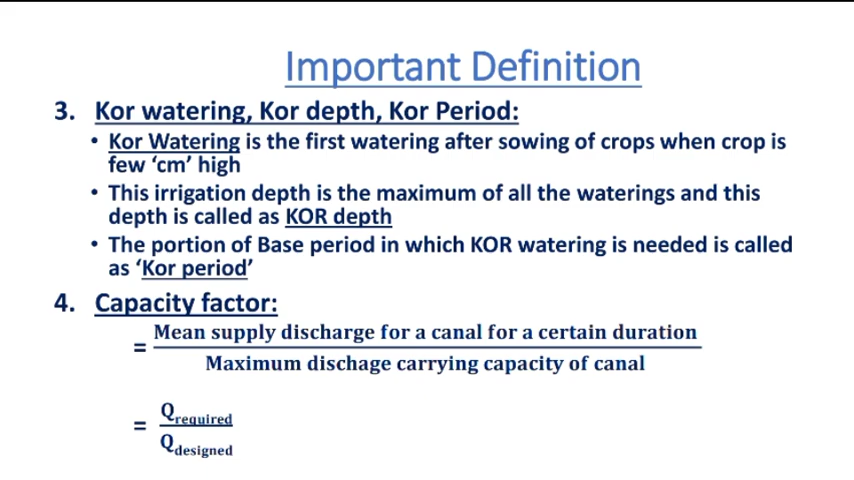 Important Definition
3. Kor watering, Kor depth, Kor Period:
• Kor Watering is the first watering after sowing of crops when crop is
few ‘cm’ high
• This irrigation depth is the maximum of all the waterings and this
depth is called as KOR depth
• The portion of Base period in which KOR watering is needed is called
as ‘Kor period’
4. Capacity factor:
= Mean supply discharge for a canal for a certain duration
Maximum dischage carrying capacity of canal
= Qrequired
Qdesigned